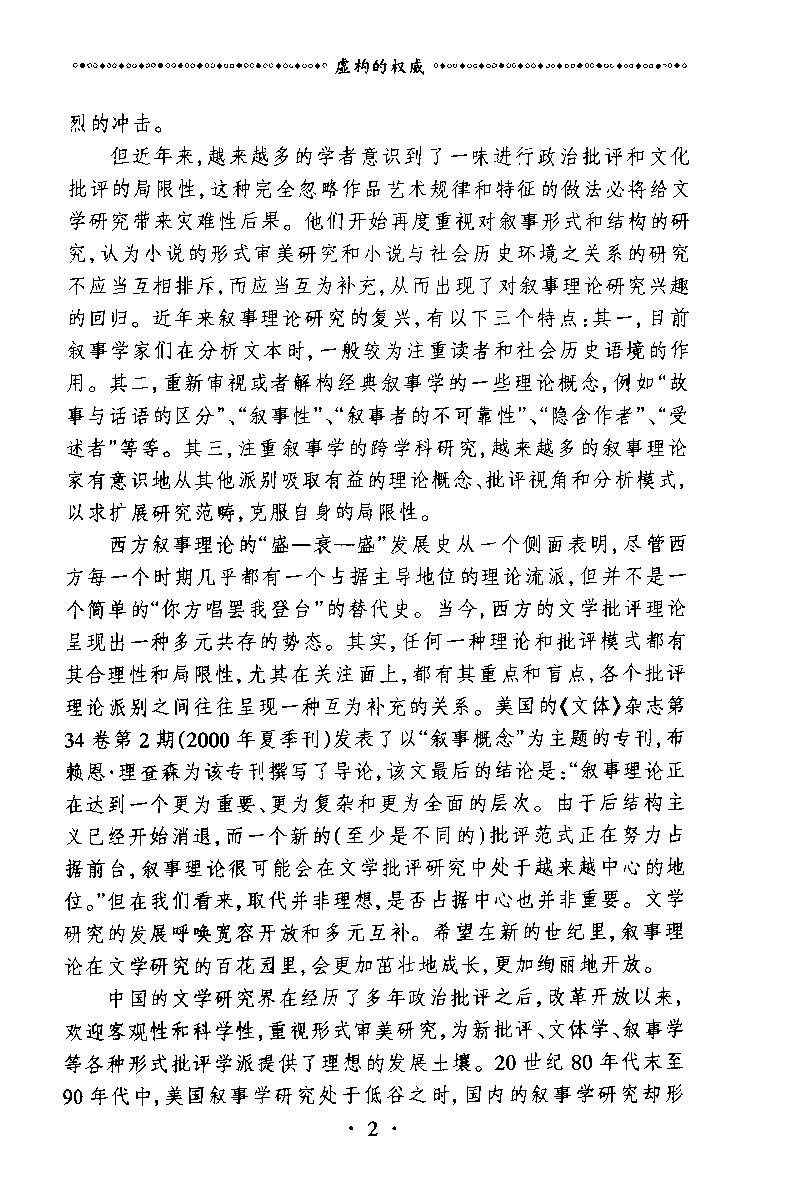 虚构的权威
烈的冲击。
但近年来,越来越多的学者意识到了一味进行政治批评和文化
批评的局限性,这种完全忽略作品艺术规律和特征的做法必将给文
学研究带来灾难性后果。他们开始再度重视对叙事形式和结构的研
究,认为小说的形式审美研究和小说与社会历史环境之关系的研究
不应当互相排斥,而应当互为补充,从而出现了对叙事理论研究兴趣
的回归。近年来叙事理论研究的复兴,有以下三个特点:其一,目前
叙事学家们在分析文本时,一般较为注重读者和社会历史语境的作
用。其二,重新审视或者解构经典叙事学的一些理论概念,例如“故
事与话语的区分”、“叙事性”、“叙事者的不可靠性”、“隐含作者”、“受
述者”等等。其三,注重叙事学的跨学科研究,越来越多的叙事理论
家有意识地从其他派别吸取有益的理论概念、批评视角和分析模式,
以求扩展研究范畴,克服自身的局限性。
西方叙事理论的“盛—衰—盛”发展史从一个侧面表明,尽管西
方每一个时期几乎都有一个占据主导地位的理论流派,但并不是一
个简单的“你方唱罢我登台”的替代史。当今,西方的文学批评理论
呈现出一种多元共存的势态。其实,任何一种理论和批评模式都有
其合理性和局限性,尤其在关注面上,都有其重点和盲点,各个批评
理论派别之间往往呈现一种互为补充的关系。美国的《文体》杂志第
34卷第2期(2000年夏季刊)发表了以“叙事概念”为主题的专刊,布
赖恩·理查森为该专刊撰写了导论,该文最后的结论是:“叙事理论正
在达到一个更为重要、更为复杂和更为全面的层次。由于后结构主
义已经开始消退,而一个新的(至少是不同的)批评范式正在努力占
据前台,叙事理论很可能会在文学批评研究中处于越来越中心的地
位。”但在我们看来,取代并非理想,是否占据中心也并非重要。文学
研究的发展呼唤宽容开放和多元互补。希望在新的世纪里,叙事理
论在文学研究的百花园里,会更加茁壮地成长,更加绚丽地开放。
中国的文学研究界在经历了多年政治批评之后,改革开放以来,
欢迎客观性和科学性,重视形式审美研究,为新批评、文体学、叙事学
等各种形式批评学派提供了理想的发展土壤。20世纪80年代末至
90年代中,美国叙事学研究处于低谷之时,国内的叙事学研究却形
· 2 ·